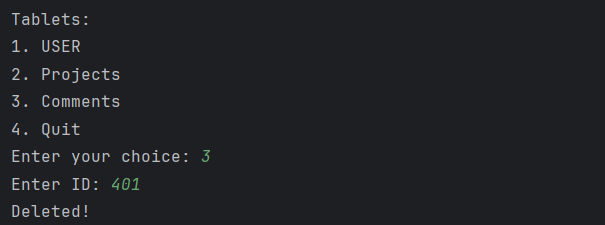 Tablets:
1. USER
2. Projects
3. Comments
4. Quit
Enter your choice: 3
Enter ID: 401
Deleted!